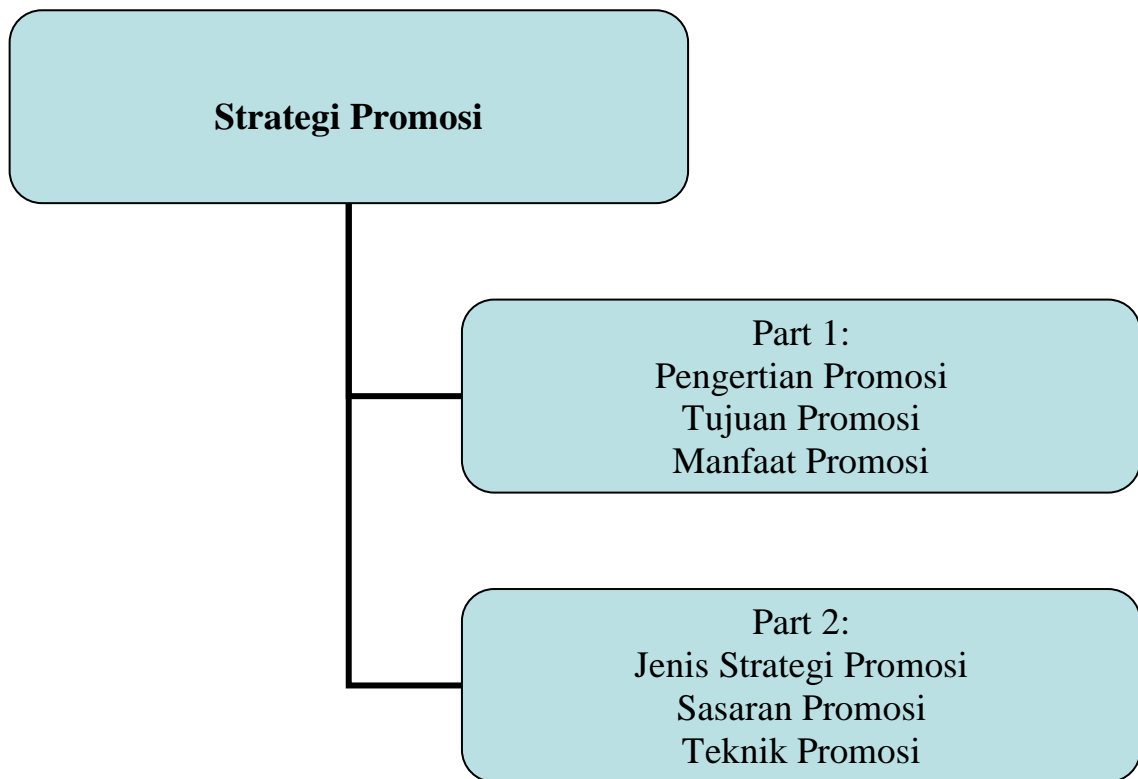 Strategi Promosi
Part 1:
Pengertian Promosi
Tujuan Promosi
Manfaat Promosi
Part 2:
Jenis Strategi Promosi
Sasaran Promosi
Teknik Promosi